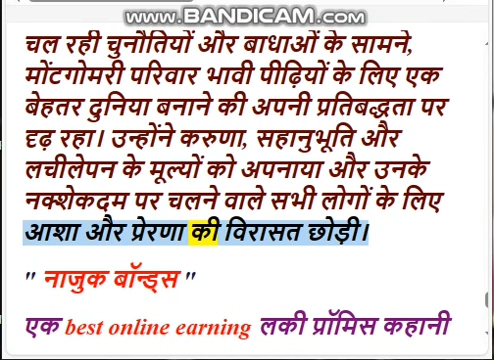 www.BANDICAM.com
चल रही चुनौतियों और बाधाओं के सामने,
मोंटगोमरी परिवार भावी पीढ़ियों के लिए एक
बेहतर दुनिया बनाने की अपनी प्रतिबद्धता पर
दृढ़ रहा। उन्होंने करुणा, सहानुभूति और
लचीलेपन के मूल्यों को अपनाया और उनके
नक्शेकदम पर चलने वाले सभी लोगों के लिए
आशा और प्रेरणा की विरासत छोड़ी।
" नाजुक बॉन्ड्स "
एक best online earning लकी प्रॉमिस कहानी